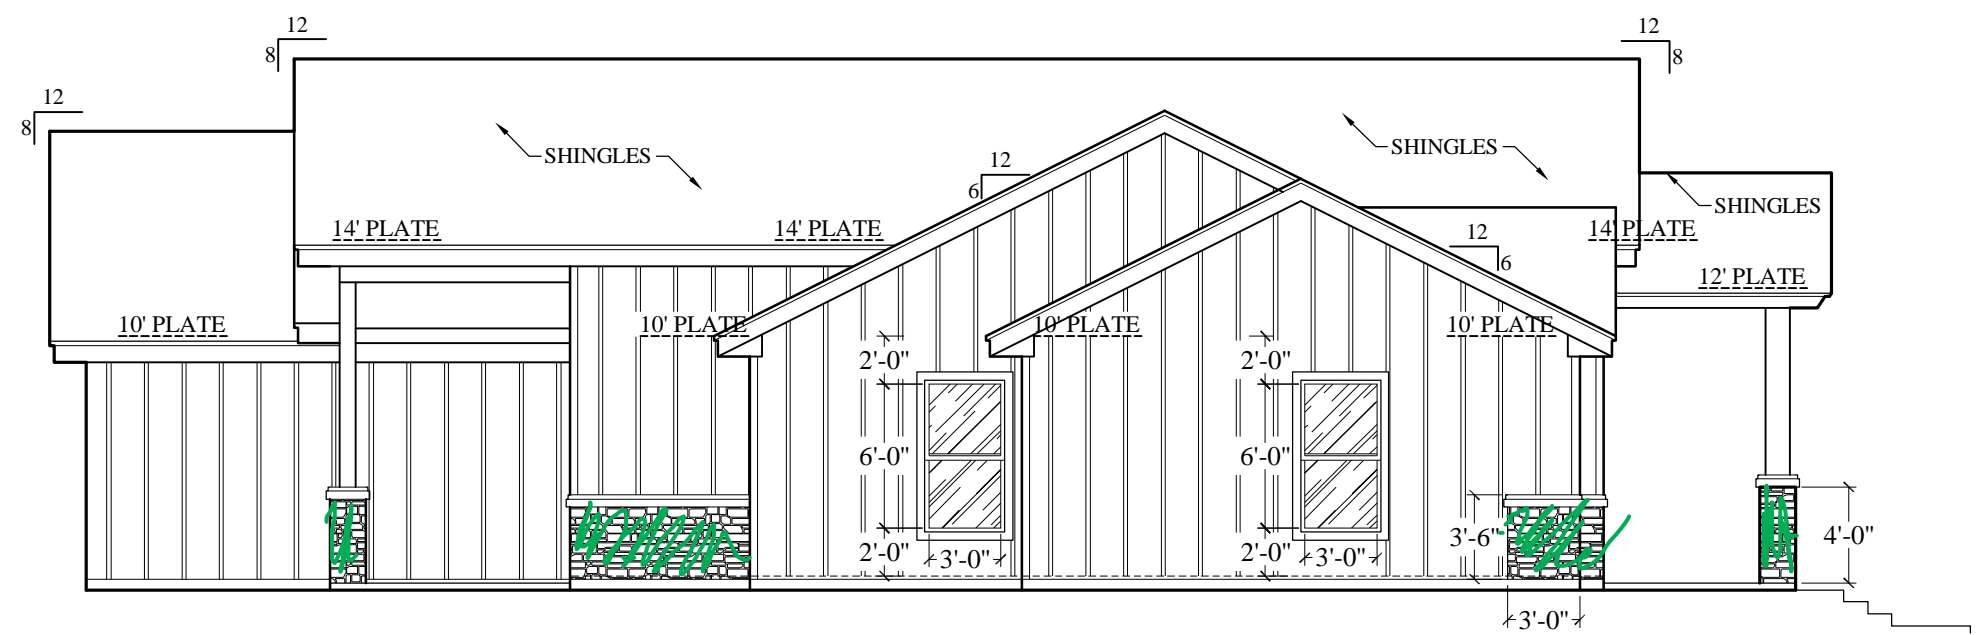 12
8
12
8
12
8
SHINGLES
SHINGLES
12
6
SHINGLES
14' PLATE
14' PLATE
14' PLATE
12
6
12' PLATE
10' PLATE
10' PLATE
10' PLATE
10' PLATE
2'-0"
2'-0"
6'-0"
6'-0"
3'-6"
4'-0"
2'-0"
3'-0"
2'-0"
3'-0"
3'-0"